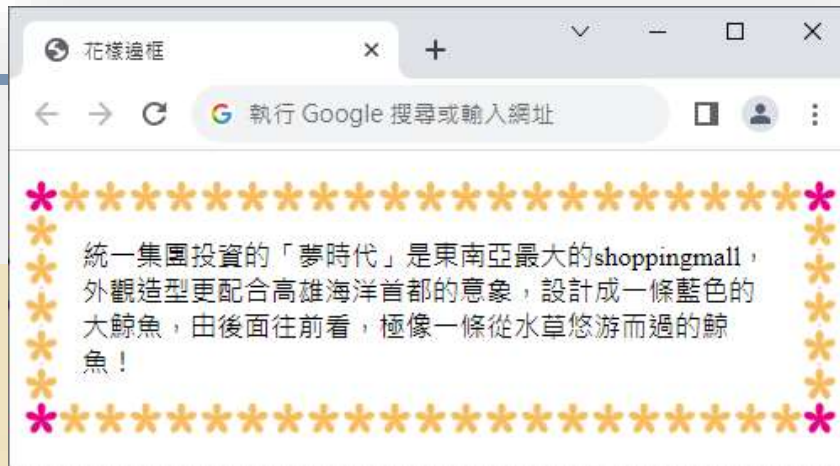 花樣邊框
執行 Google 搜尋或輸入網址
統一集團投資的「夢時代」是東南亞最大的shoppingmall，
外觀造型更配合高雄海洋首都的意象，設計成一條藍色的
大鯨魚，由後面往前看，極像一條從水草悠游而過的鯨
魚！